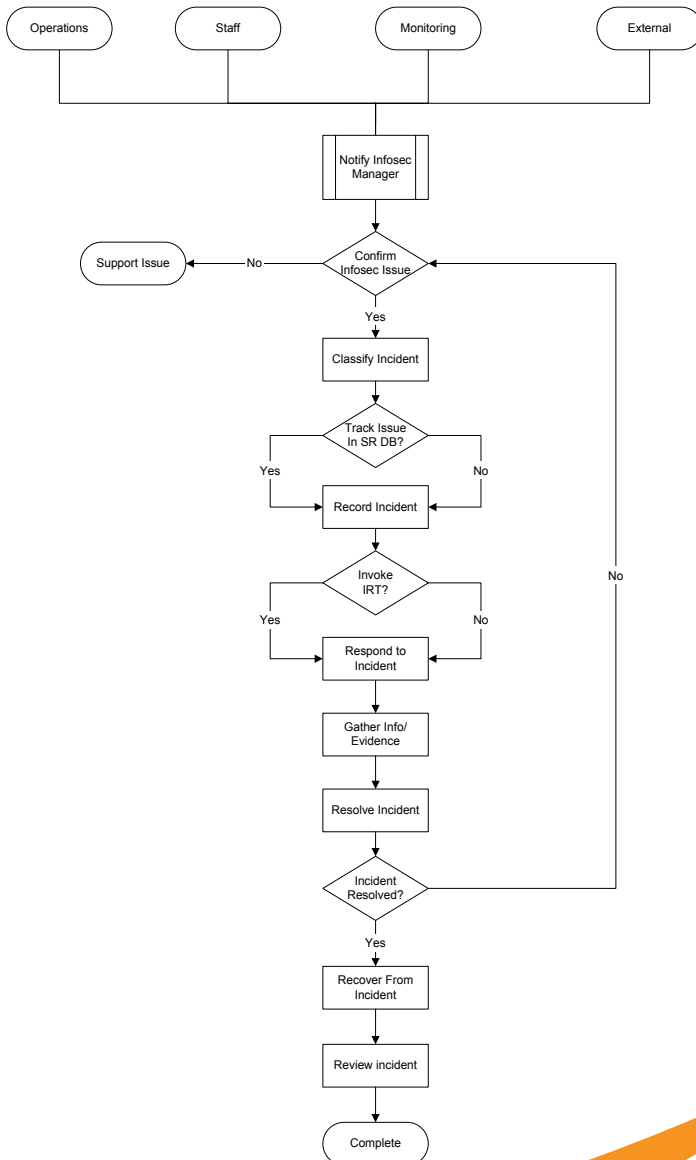 Operations
Staff
Monitoring
External
Notify Infosec
Manager
Confirm
Infosec Issue
No
Support Issue
Yes
Classify Incident
Track Issue
In SR DB?
Yes
No
Record Incident
Invoke
IRT?
No
Yes
No
Respond to
Incident
Gather Info/
Evidence
Resolve Incident
Incident
Resolved?
Yes
Recover From
Incident
Review incident
Complete